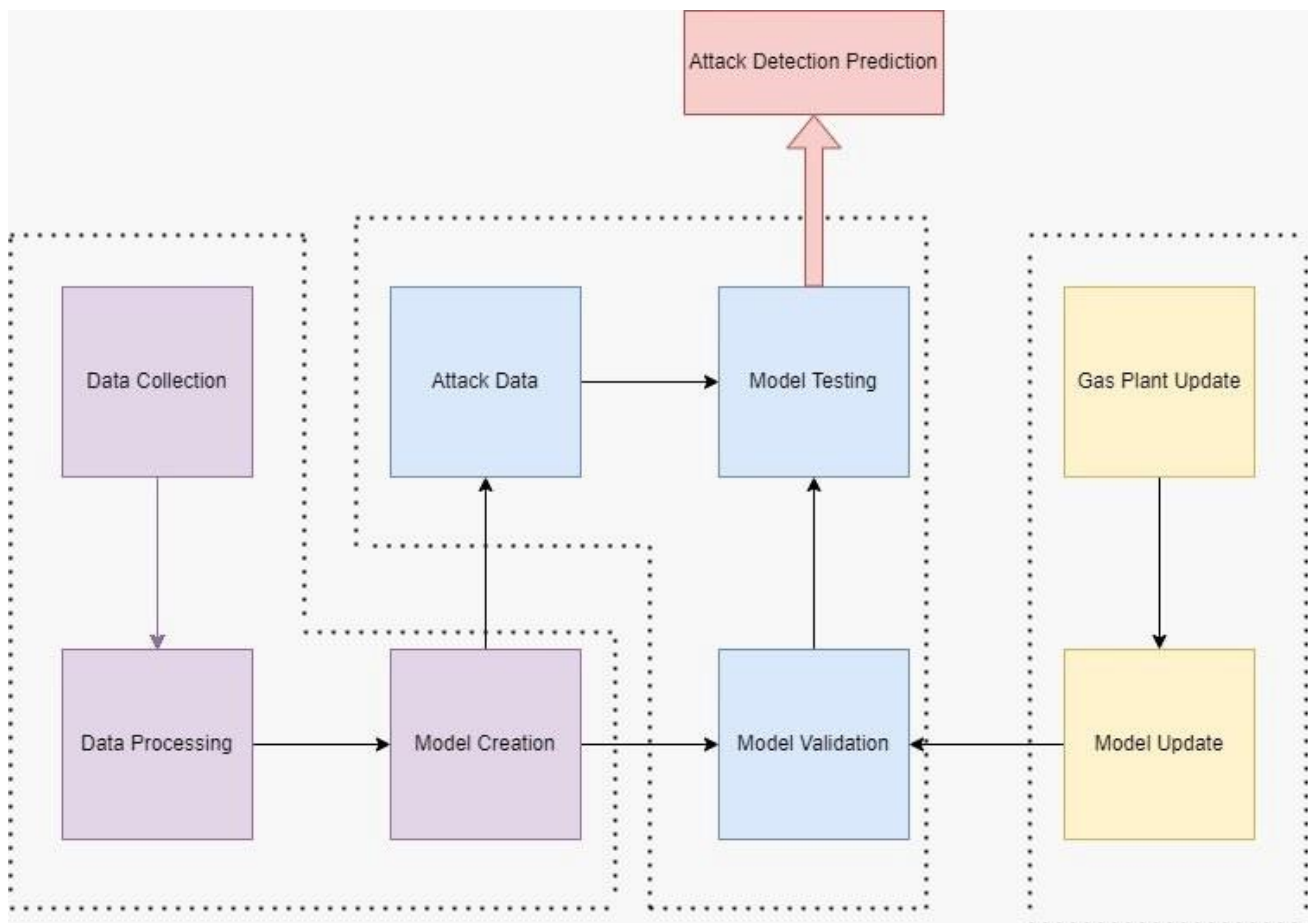 Attack Detection Prediction
Data Collection
Attack Data
Model Testing
Gas Plant Update
Data Processing
Model Creation
Model Validation
Model Update